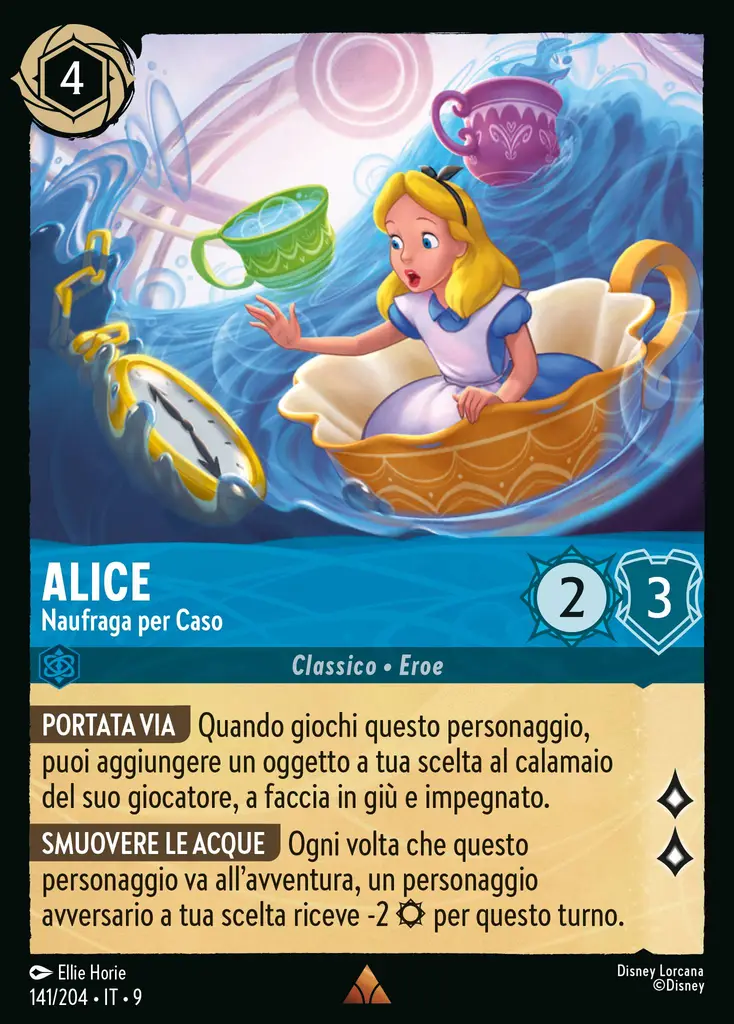 4
ALICE
Naufraga per Caso
2
3
Classico • Eroe
PORTATA VIA Quando giochi questo personaggio,
puoi aggiungere un oggetto a tua scelta al calamaio
del suo giocatore, a faccia in giù e impegnato.
SMUOVERE LE ACQUE Ogni volta che questo
personaggio va all’avventura, un personaggio
avversario a tua scelta riceve -2 per questo turno.
Ellie Horie
141/204 • IT • 9
Disney Lorcana
©Disney